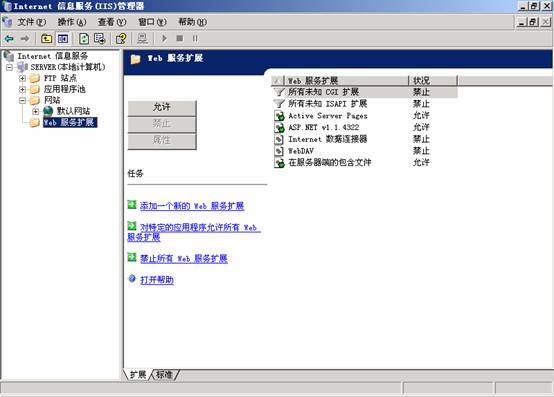 Internet 信息服务(IIS)管理器
文件(F) 操作(A) 查看(V) 窗口(W) 帮助(H)
Internet 信息服务
SERVER(本地计算机)
FTP 站点
应用程序池
网站
默认网站
Web 服务扩展
Web 服务扩展
允许
禁止
属性
任务
添加一个新的 Web 服务扩展
对特定的应用程序允许所有 Web
服务扩展
禁止所有 Web 服务扩展
打开帮助
Web 服务扩展 状况
所有未知 CGI 扩展 禁止
所有未知 ISAPI 扩展 禁止
Active Server Pages 允许
ASP.NET v1.1.4322 允许
Internet 数据连接器 禁止
WebDAV 禁止
在服务器端的包含文件 允许
扩展 标准